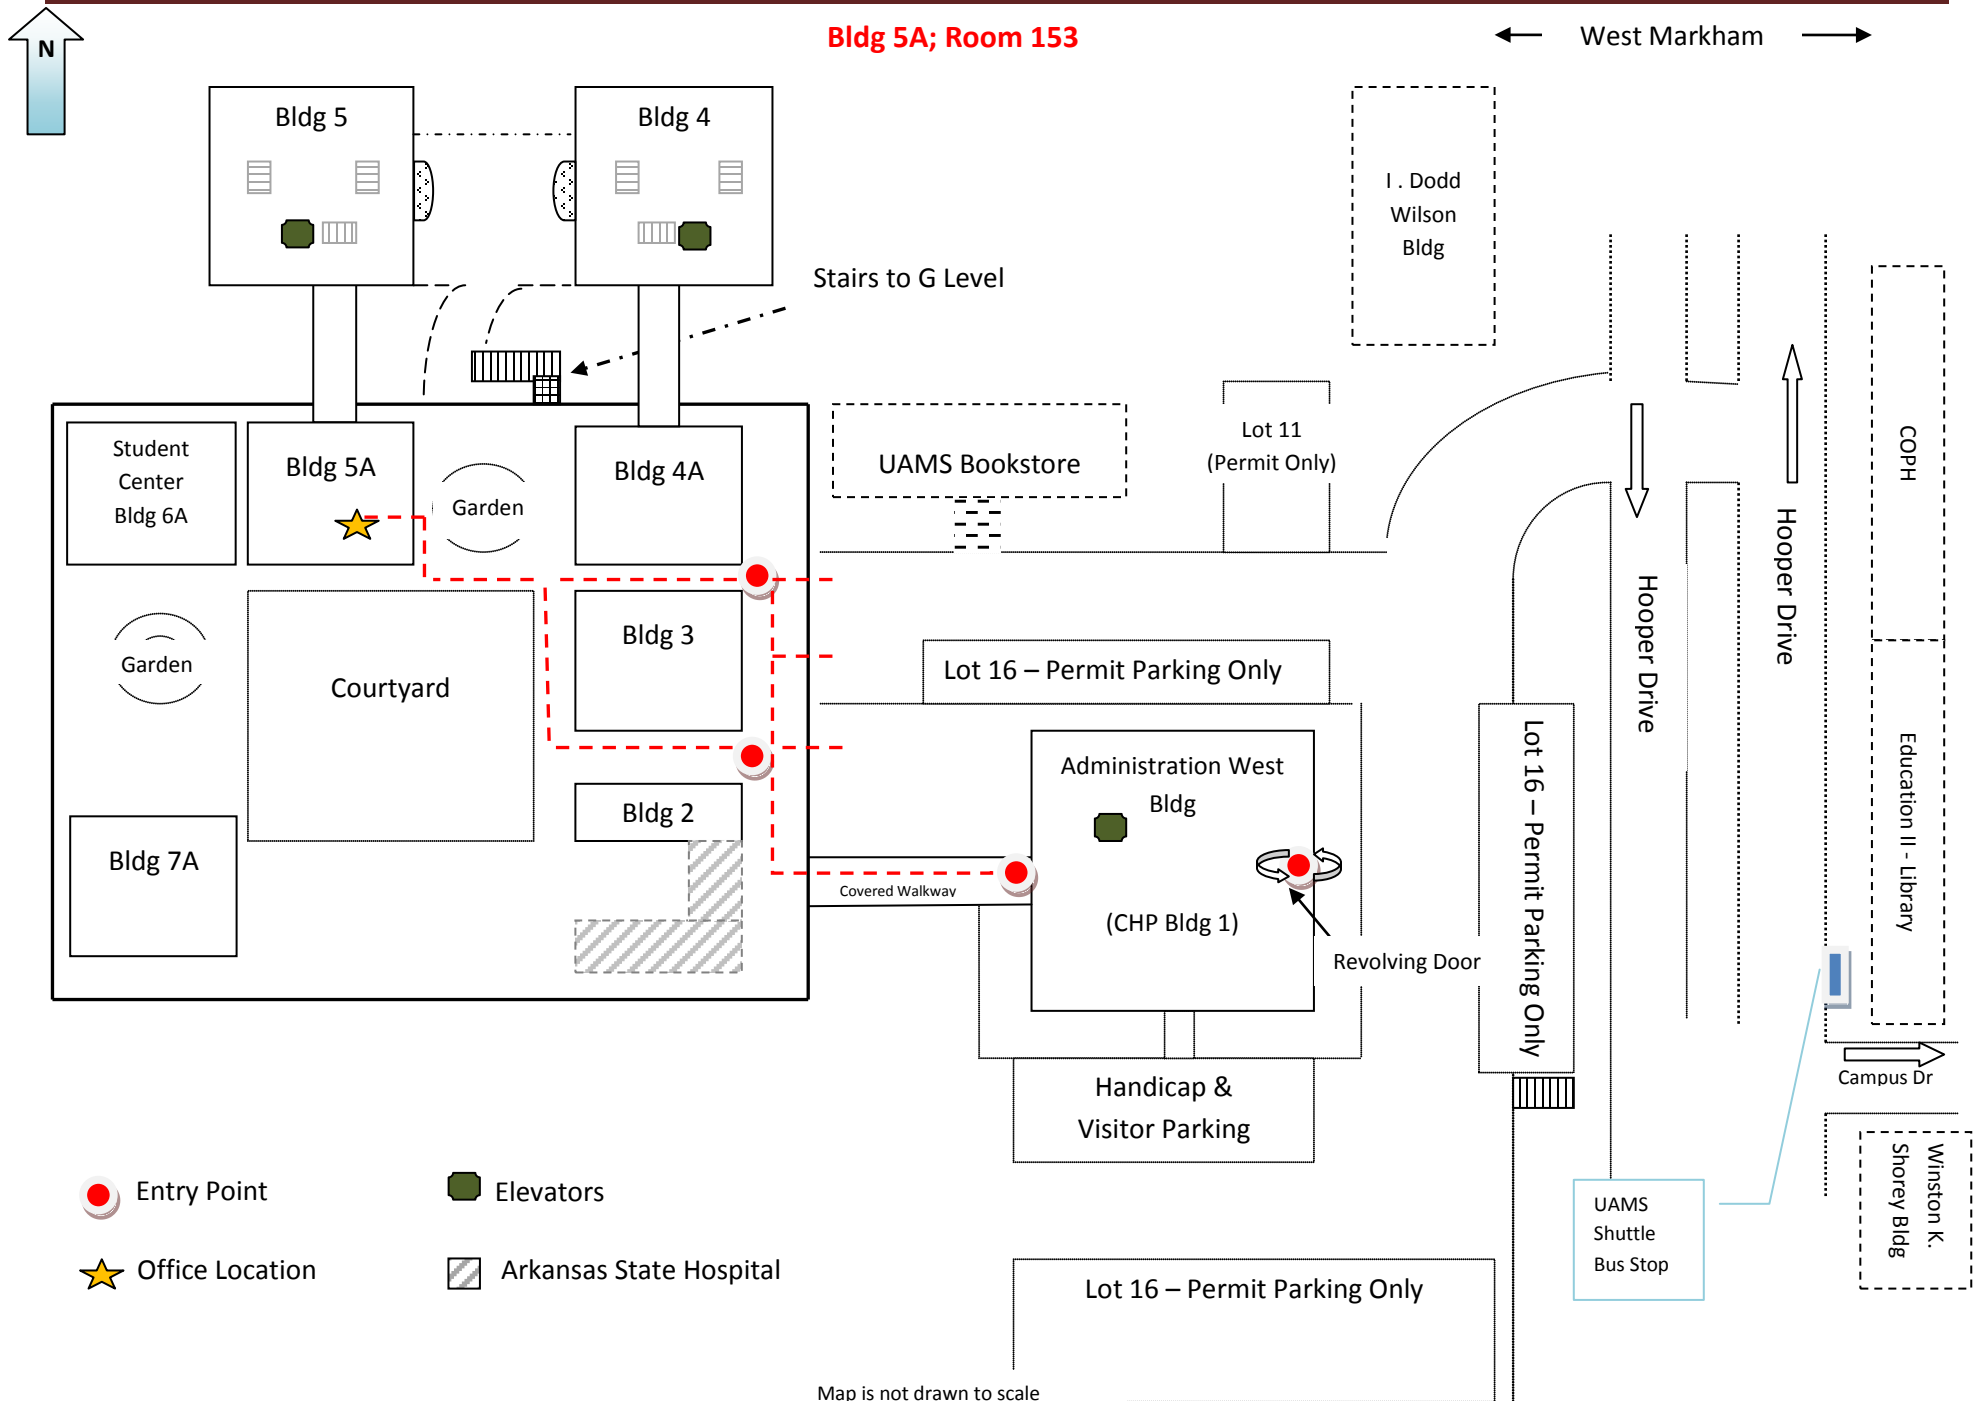 Bldg 5A; Room 153
West Markham
N
Bldg 5
Bldg 4
I . Dodd
Wilson
Bldg
Stairs to G Level
Student
Center
Bldg 6A
Bldg 5A
Garden
Bldg 4A
UAMS Bookstore
Lot 11
(Permit Only)
COPH
Hooper Drive
Hooper Drive
Garden
Courtyard
Bldg 3
Lot 16 – Permit Parking Only
Administration West
Bldg
(CHP Bldg 1)
Revolving Door
Lot 16 – Permit Parking Only
Education II - Library
Bldg 2
Bldg 7A
Covered Walkway
Campus Dr
Handicap &
Visitor Parking
Winston K.
Shorey Bldg
UAMS
Shuttle
Bus Stop
Entry Point
Elevators
Office Location
Arkansas State Hospital
Lot 16 – Permit Parking Only
Map is not drawn to scale